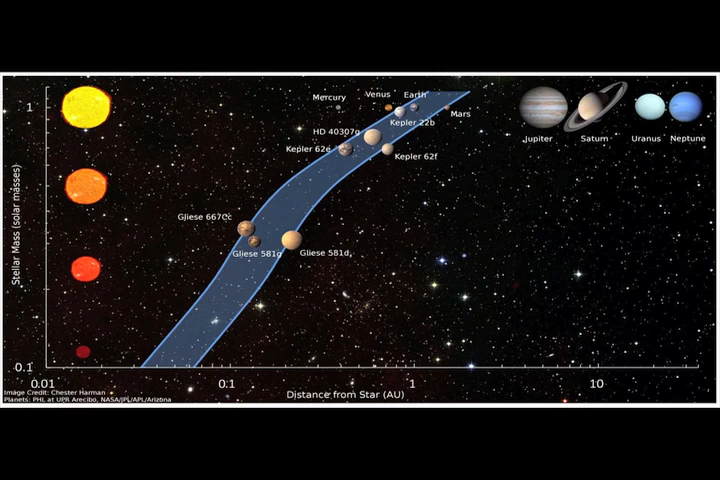 Mercury
Venus
Earth
Mars
Kepler 22b
HD 40307g
Kepler 62e
Kepler 62f
Jupiter
Saturn
Uranus
Neptune
Gliese 667Cc
Gliese 581g
Gliese 581d
Stellar Mass (solar masses)
1
0.1
0.01
0.1
1
10
Distance from Star (AU)
Image Credit: Chester Harman
Planets: PHL at UPR Arecibo, NASA/JPL/APL/Arizona